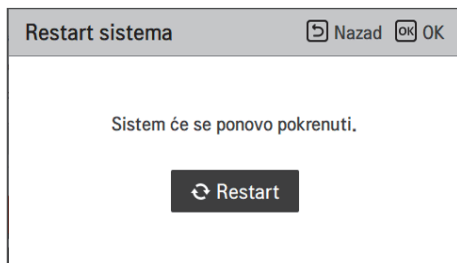 Restart sistema Nazad OK OK
Sistem će se ponovo pokrenuti.
Restart